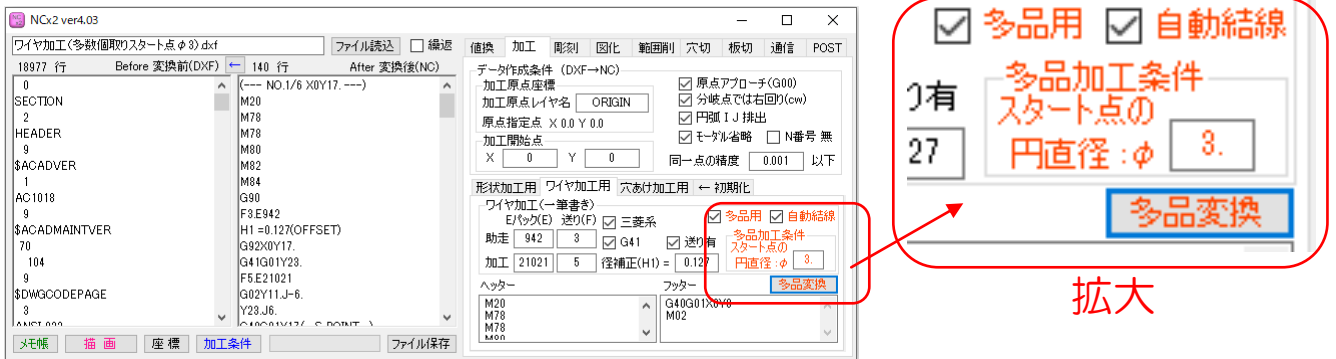 NCx2 ver4.03
ワイヤ加工(多数個取りスタート点φ3).dxf
ファイル読込 繰返
18977 行 Before 変換前(DXF) ← 140 行 After 変換後(NC)
0
SECTION
2
HEADER
9
$ACADVER
1
AC1018
9
$ACADMAINTVER
70
104
9
$DWGCODEPAGE
3
(--- NO.1/6 X0Y17. ---)
M20
M78
M78
M80
M82
M84
G90
F3.E942
H1 =0.127(OFFSET)
G92X0Y17.
G41G01Y23.
F5.E21021
G02Y11.J-6.
Y23.J6.
メモ帳 描 画 座 標 加工条件 ファイル保存
値換 加工 彫刻 図化 範囲削 穴切 板切 通信 POST
データ作成条件 (DXF→NC)
加工原点座標
加工原点レイヤ名 ORIGIN
原点指定点 X 0.0 Y 0.0
加工開始点
X 0 Y 0
原点アプローチ(G00)
分岐点では右回り(cw)
円弧 I J 排出
モーダル省略 N番号 無
同一点の精度 0.001 以下
形状加工用 ワイヤ加工用 穴あけ加工用 ← 初期化
ワイヤ加工(一筆書き)
E/パック(E) 送り(F) 三菱系
助走 942 3 G41 送り有
加工 21021 5 径補正(H1) = 0.127
多品用 自動結線
多品加工条件
スタート点の
円直径 : φ 3.
ヘッター フッター 多品変換
M20
M78
M78
G40G01X0Y0
M02
多品用 自動結線
り有
27
多品加工条件
スタート点の
円直径 : φ 3.
多品変換
拡大